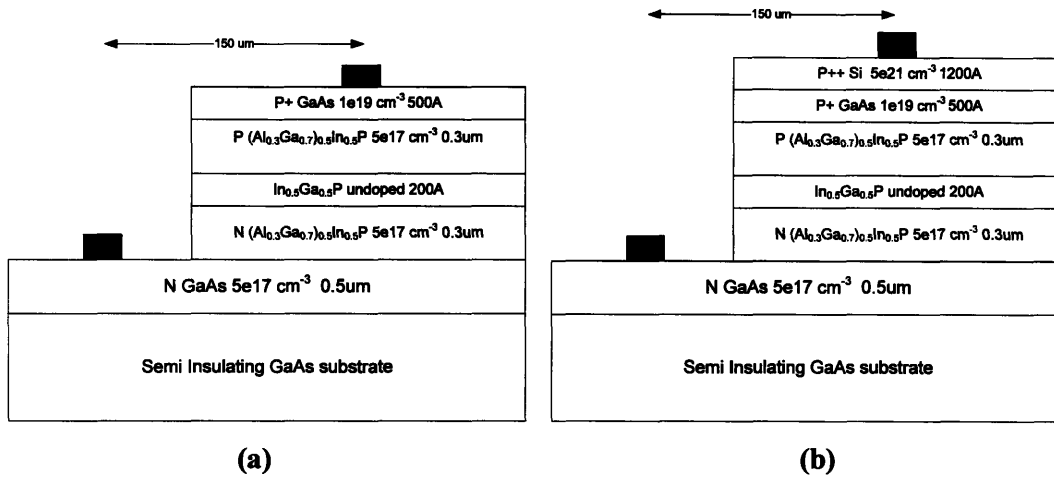 150 um
P+ GaAs 1e19 cm⁻³ 500A
P (Al₀.₃Ga₀.₇)₀.₅In₀.₅P 5e17 cm⁻³ 0.3um
In₀.₅Ga₀.₅P undoped 200A
N (Al₀.₃Ga₀.₇)₀.₅In₀.₅P 5e17 cm⁻³ 0.3um
N GaAs 5e17 cm⁻³ 0.5um
Semi Insulating GaAs substrate
(a)
150 um
P++ Si 5e21 cm⁻³ 1200A
P+ GaAs 1e19 cm⁻³ 500A
P (Al₀.₃Ga₀.₇)₀.₅In₀.₅P 5e17 cm⁻³ 0.3um
In₀.₅Ga₀.₅P undoped 200A
N (Al₀.₃Ga₀.₇)₀.₅In₀.₅P 5e17 cm⁻³ 0.3um
N GaAs 5e17 cm⁻³ 0.5um
Semi Insulating GaAs substrate
(b)